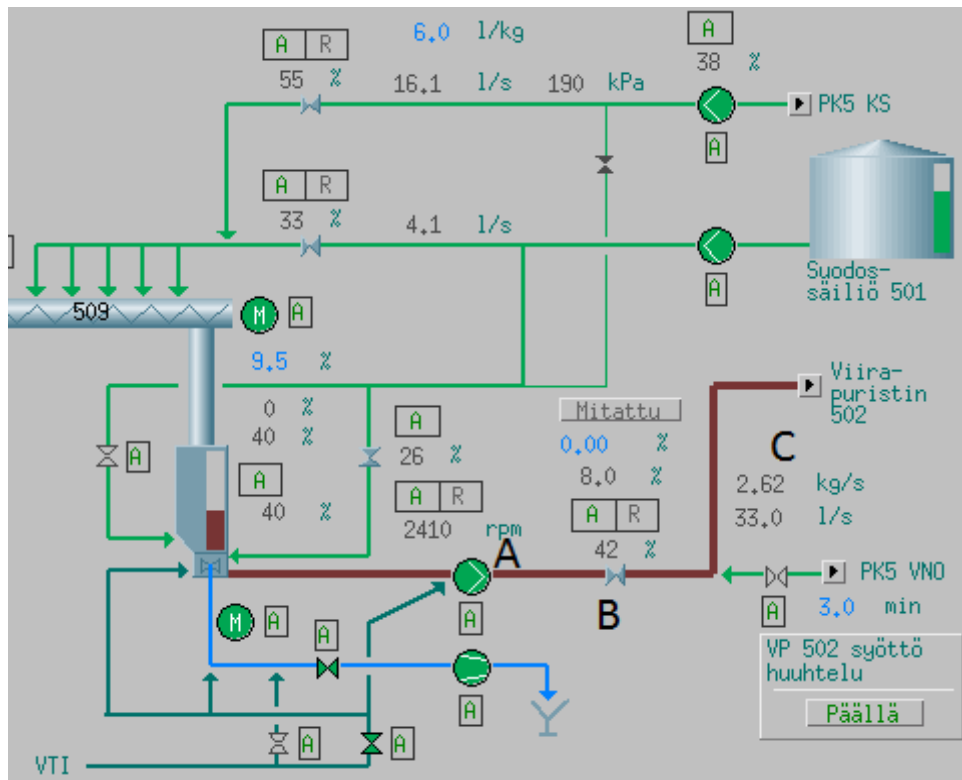 6.0 l/kg
A R
A
55 % 16.1 l/s 190 kPa
38 %
PK5 KS
A
A R
33 % 4.1 l/s
A
Suodos-
säiliö 501
509
M A
9.5 %
0 %
40 %
A
A
40 %
A
26 %
A R
2410 rpm
A
Mitattu
0.00 %
8.0 %
A R
42 %
B
Viira-
puristin
502
C
2.62 kg/s
33.0 l/s
PK5 VNO
A
3.0 min
M A
A
A
A
A
A
VTI
VP 502 syöttö
huuhtelu
Päällä